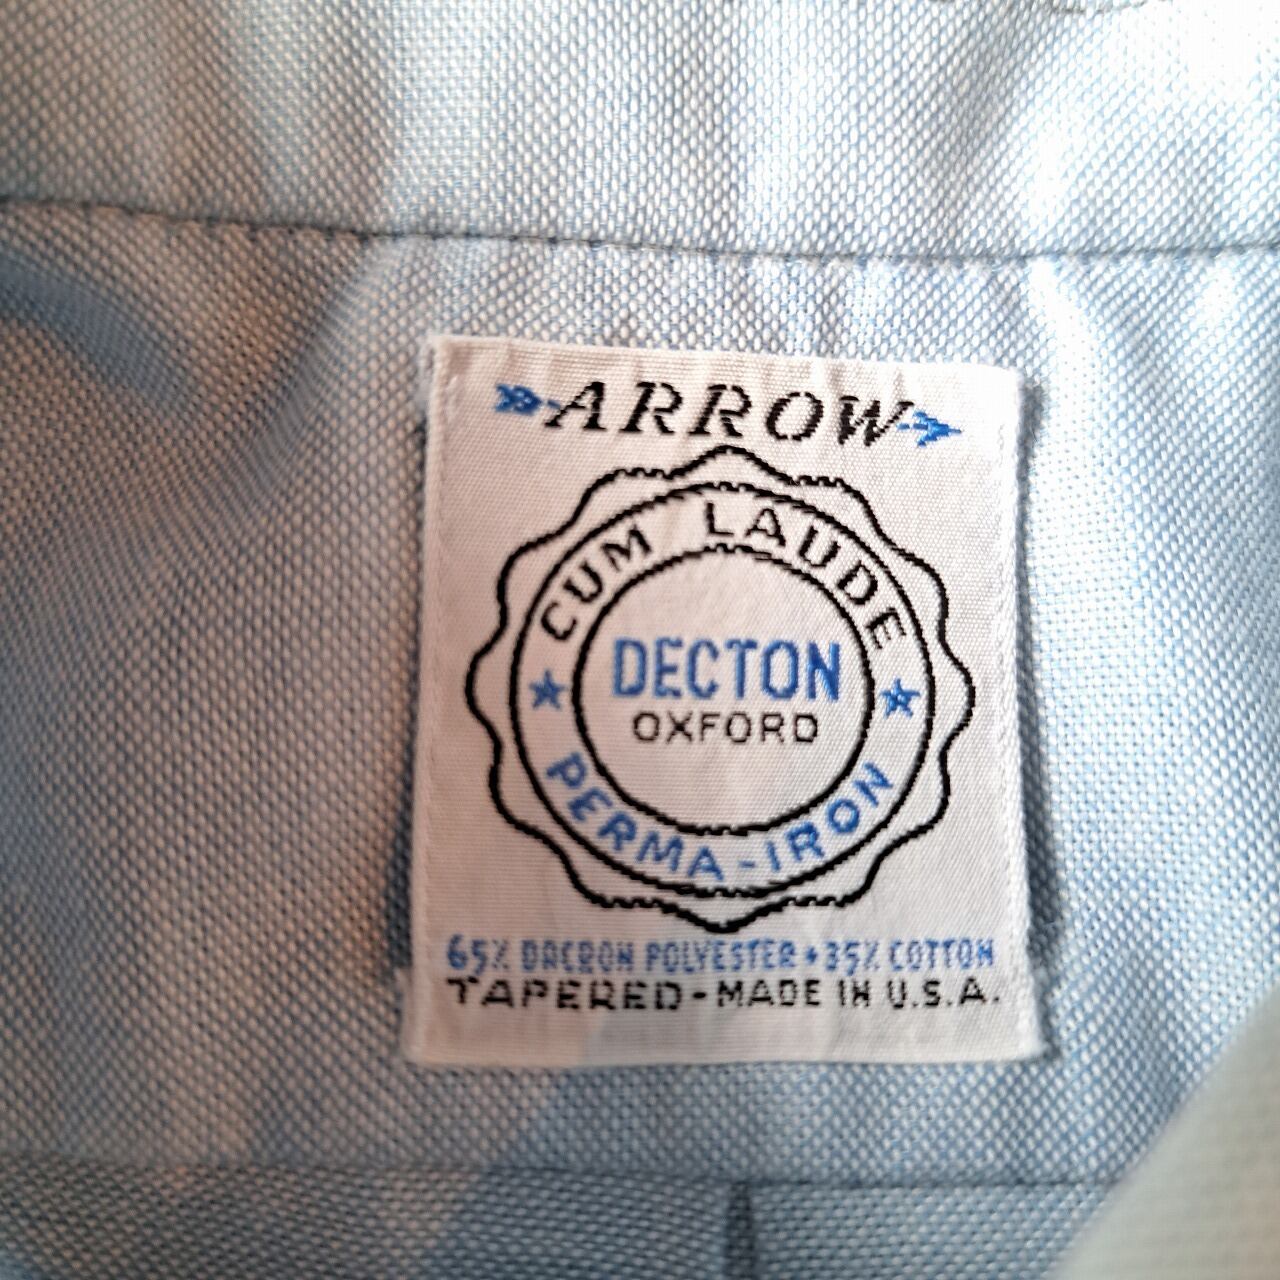 ARROW
CUM LAUDE
DECTON
OXFORD
PERMA-IRON
65% DACRON POLYESTER + 35% COTTON
TAPERED - MADE IN U.S.A.